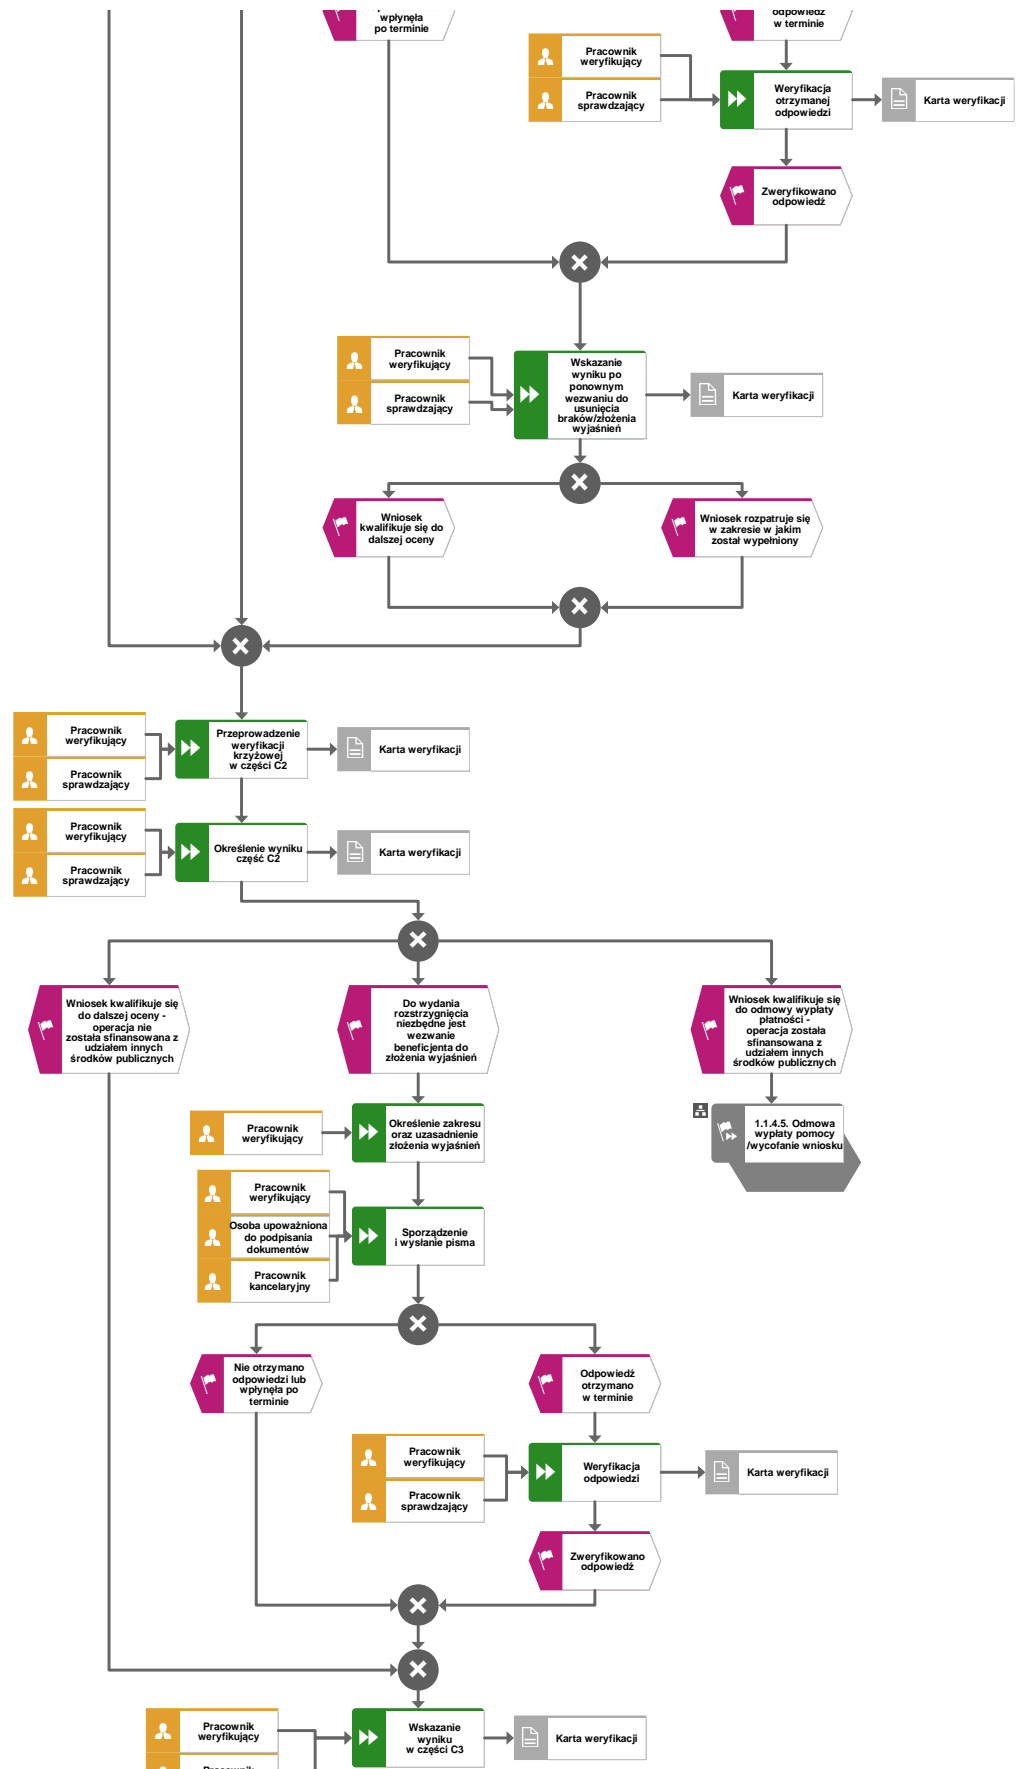 wpłynęła
po terminie
odpowiedź
w terminie
Pracownik
weryfikujący
Pracownik
sprawdzający
Weryfikacja
otrzymanej
odpowiedzi
Karta weryfikacji
Zweryfikowano
odpowiedź
Pracownik
weryfikujący
Pracownik
sprawdzający
Wskazanie
wyniku po
ponownym
wezwaniu do
usunięcia
braków/złożenia
wyjaśnień
Karta weryfikacji
Wniosek
kwalifikuje się do
dalszej oceny
Wniosek rozpatruje się
w zakresie w jakim
został wypełniony
Pracownik
weryfikujący
Pracownik
sprawdzający
Przeprowadzenie
weryfikacji
krzyżowej
w części C2
Karta weryfikacji
Pracownik
weryfikujący
Pracownik
sprawdzający
Określenie wyniku
część C2
Karta weryfikacji
Wniosek kwalifikuje się
do dalszej oceny -
operacja nie
została sfinansowana z
udziałem innych
środków publicznych
Do wydania
rozstrzygnięcia
niezbędne jest
wezwanie
beneficjenta do
złożenia wyjaśnień
Wniosek kwalifikuje się
do odmowy wypłaty
płatności -
operacja została
sfinansowana z
udziałem innych
środków publicznych
Pracownik
weryfikujący
Określenie zakresu
oraz uzasadnienie
złożenia wyjaśnień
1.1.4.5. Odmowa
wypłaty pomocy
/wycofanie wniosku
Pracownik
weryfikujący
Osoba upoważniona
do podpisania
dokumentów
Pracownik
kancelaryjny
Sporządzenie
i wysłanie pisma
Nie otrzymano
odpowiedzi lub
wpłynęła po
terminie
Odpowiedź
otrzymano
w terminie
Pracownik
weryfikujący
Pracownik
sprawdzający
Weryfikacja
odpowiedzi
Karta weryfikacji
Zweryfikowano
odpowiedź
Pracownik
weryfikujący
Wskazanie
wyniku
w części C3
Karta weryfikacji